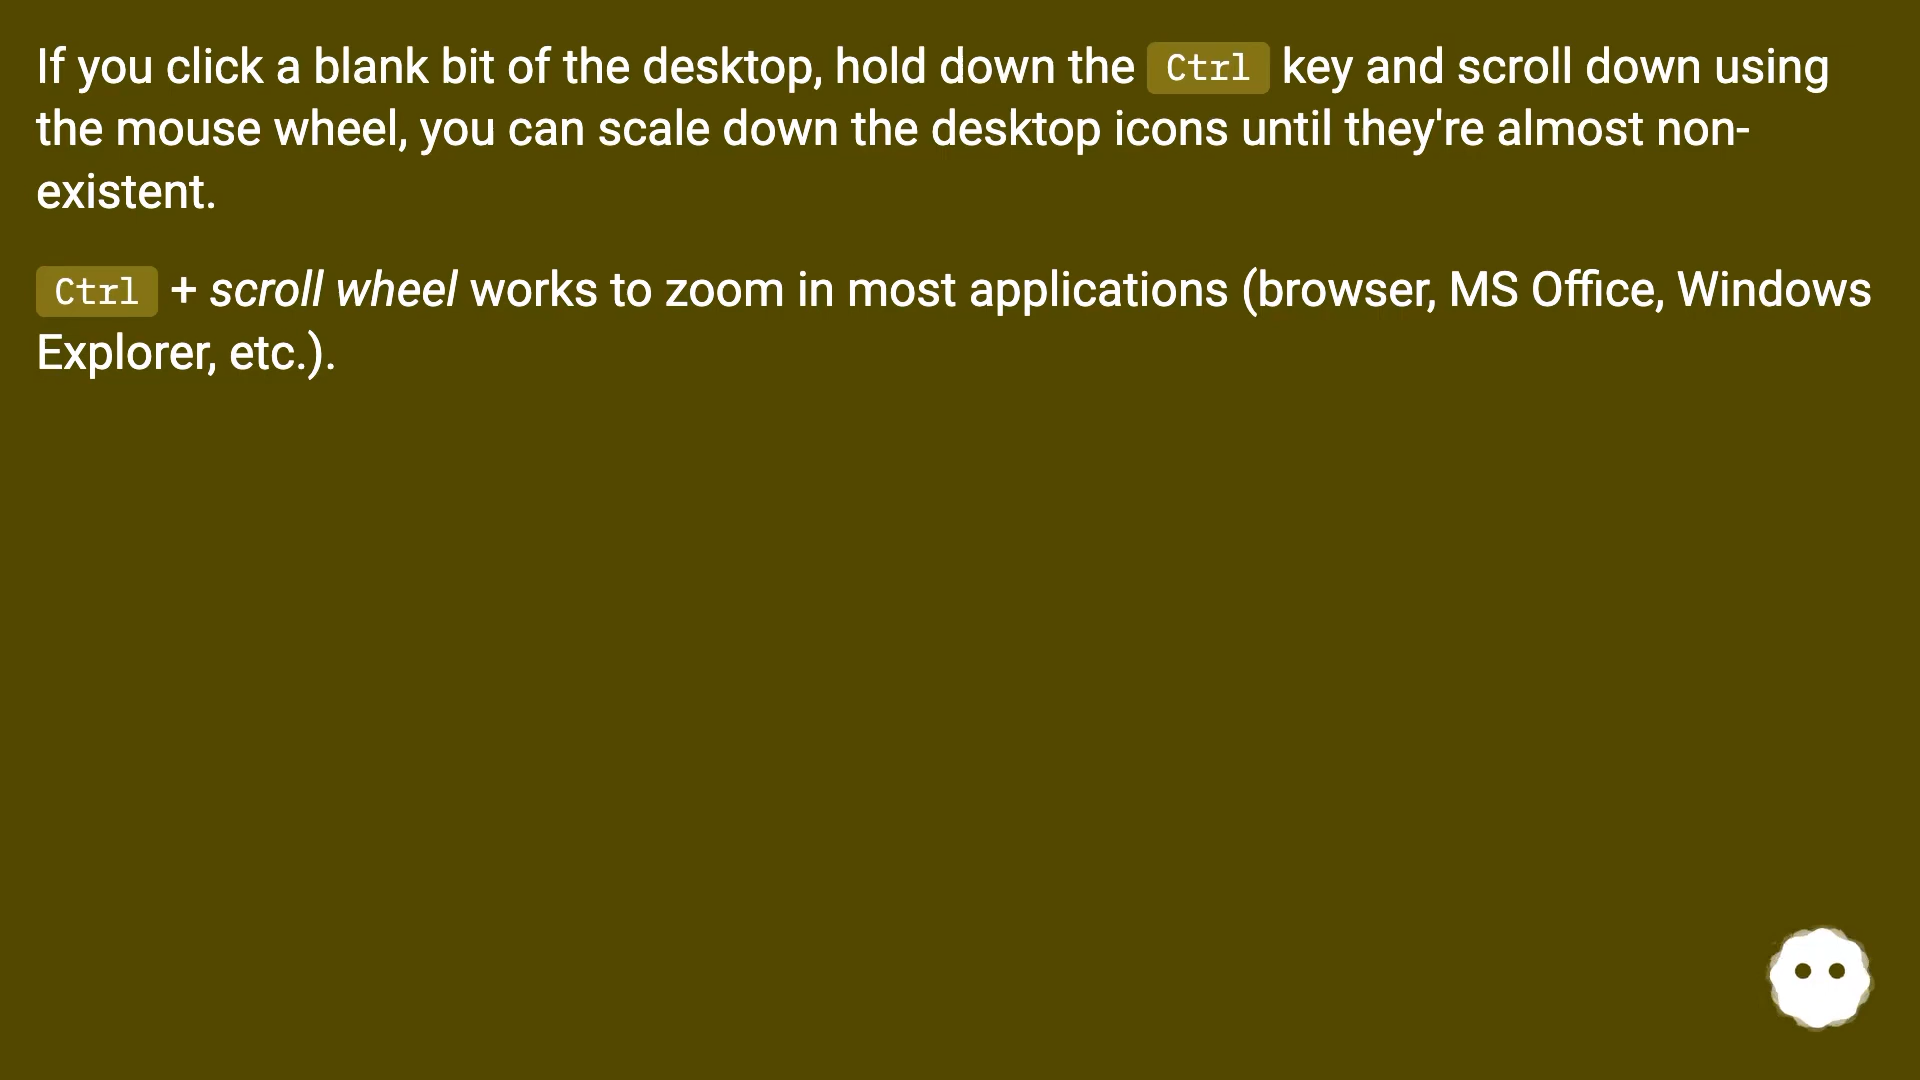 If you click a blank bit of the desktop, hold down the Ctrl key and scroll down using
the mouse wheel, you can scale down the desktop icons until they're almost non-
existent.
Ctrl + scroll wheel works to zoom in most applications (browser, MS Office, Windows
Explorer, etc.).